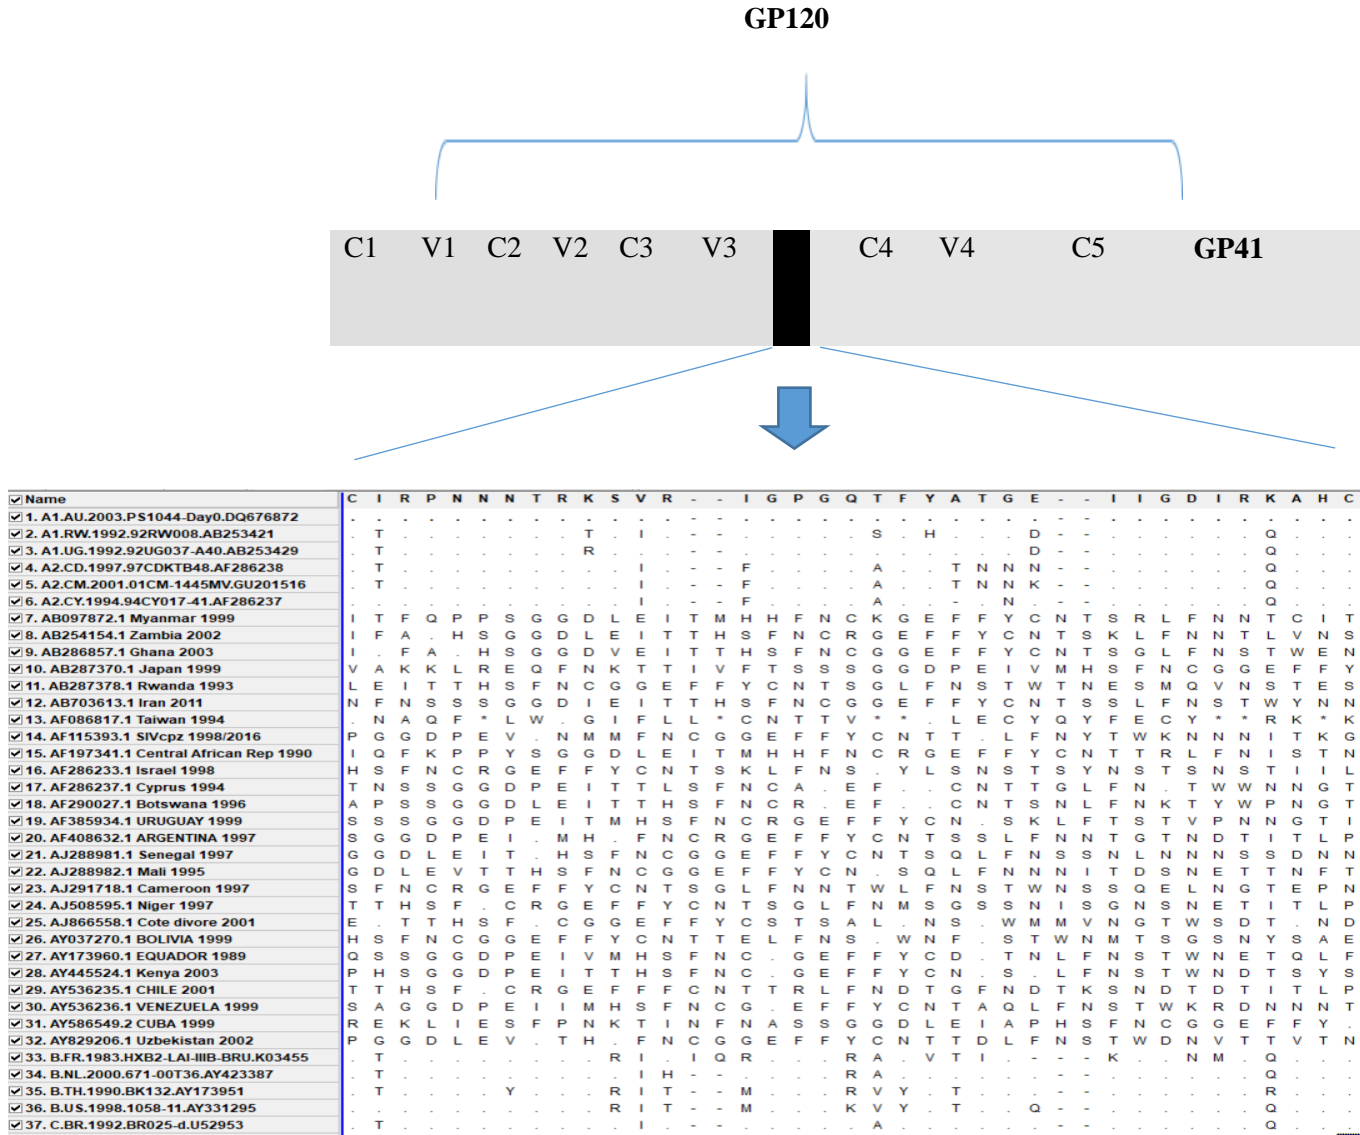 GP120
C1 V1 C2 V2 C3 V3 C4 V4 C5 GP41
Name C I R P N N N T R K S V R - - I G P G Q T F Y A T G E - - I I G D I R K A H C
1. A1.AU.2003.PS1044-Day0.DQ676872 . . . . . . . . . . . . . - - . . . . . . . . . . . . - - . . . . . . . . . .
2. A1.RW.1992.92RW008.AB253421 . T . . . . . . . T . I . - - . . . . . S . H . . . D - - . . . . . . Q . . .
3. A1.UG.1992.92UG037-A40.AB253429 . T . . . . . . . R . . . - - . . . . . . . . . . . D - - . . . . . . Q . . .
4. A2.CD.1997.97CDKTB48.AF286238 . T . . . . . . . . . I . - - F . . . . A . . T N N N - - . . . . . . Q . . .
5. A2.CM.2001.01CM-1445MV.GU201516 . T . . . . . . . . . I . - - F . . . . A . . T N N K - - . . . . . . Q . . .
6. A2.CY.1994.94CY017-41.AF286237 . . . . . . . . . . . I . - - F . . . . A . . - . N . - - . . . . . . Q . . .
7. AB097872.1 Myanmar 1999 I T F Q P P S G G D L E I T M H H F N C K G E F F Y C N T S R L F N N T C I T
8. AB254154.1 Zambia 2002 I F A . H S G G D L E I T T H S F N C R G E F F Y C N T S K L F N N T L V N S
9. AB286857.1 Ghana 2003 I . F A . H S G G D V E I T T H S F N C G G E F F Y C N T S G L F N S T W E N
10. AB287370.1 Japan 1999 V A K K L R E Q F N K T T I V F T S S S G G D P E I V M H S F N C G G E F F Y
11. AB287378.1 Rwanda 1993 L E I T T H S F N C G G E F F Y C N T S G L F N S T W T N E S M Q V N S T E S
12. AB703613.1 Iran 2011 N F N S S S G G D I E I T T H S F N C G G E F F Y C N T S S L F N S T N W Y N
13. AF086817.1 Taiwan 1994 . N A Q F * L W . G I F L L * C N T T V * * . L E C Y Q Y F E C Y * * R K * K
14. AF115393.1 SIVcpz 1998/2016 P G G D P E V . N M M F N C G G E F F Y C N T T . L F N Y T W K N N N I T K G
15. AF197341.1 Central African Rep 1990 I Q F K P P Y S G G D L E I T M H H F N C R G E F F Y C N T T R L F N I S T N
16. AF286233.1 Israel 1998 H S F N C R G E F F Y C N T S K L F N S . Y L S N S T S Y N S T S N S T I I L
17. AF286237.1 Cyprus 1994 T N S S G G D P E I T T L S F N C A . E F . . C N T T G L F N . T W W N N G T
18. AF290027.1 Botswana 1996 A P S S G G D L E I T T H S F N C R . E F . . C N T S N L F N K T Y W P N G T
19. AF385934.1 URUGUAY 1999 S S S G G D P E I T M H S F N C R G E F F Y C N . S K L F T S T V P N N G T I
20. AF408632.1 ARGENTINA 1997 S G G D P E I . M H . F N C R G E F F Y C N T S S L F N N T G T N D T I T L P
21. AJ288981.1 Senegal 1997 G G D L E I T . H S F N C G G E F F Y C N T S Q L F N S S N L N N N S S D N N
22. AJ288982.1 Mali 1995 G D L E V T T H S F N C G G E F F Y C N . S Q L F N N N I T D S N E T T N F T
23. AJ291718.1 Cameroon 1997 S F N C R G E F F Y C N T S G L F N N T W L F N S T W N S S Q E L N G T E P N
24. AJ508595.1 Niger 1997 T T H S F . C R G E F F Y C N T S G L F N M S G S S N I S G N S N E T I T L P
25. AJ866558.1 Cote divore 2001 E . T T H S F . C G G E F F Y C S T S A L . N S . W M M V N G T W S D T . N D
26. AY037270.1 BOLIVIA 1999 H S F N C G G E F F Y C N T T E L F N S . W N F . S T W N M T S G S N Y S A E
27. AY173960.1 EQUADOR 1989 Q S S G G D P E I V M H S F N C . G E F F Y C D . T N L F N S T W N E T Q L F
28. AY445524.1 Kenya 2003 P H S G G D P E I T T H S F N C . G E F F Y C N . S . L F N S T W N D T S Y S
29. AY536235.1 CHILE 2001 T T H S F . C R G E F F F C N T T R L F N D T G F N D T K S N D T D T I T L P
30. AY536236.1 VENEZUELA 1999 S A G G D P E I I M H S F N C G . E F F Y C N T A Q L F N S T W K R D N N N T
31. AY586549.2 CUBA 1999 R E K L I E S F P N K T I N F N A S S G G D L E I A P H S F N C G G E F F Y .
32. AY829206.1 Uzbekistan 2002 P G G D L E V . T H . F N C G G E F F Y C N T T D L F N S T W D N V T T V T N
33. B.FR.1983.HXB2-LAI-IIIB-BRU.K03455 . T . . . . . . . . R I . I Q R . . . R A . V T I . - - - K . . N M . Q . . .
34. B.NL.2000.671-00T36.AY423387 . T . . . . . . . . . I H - - . . . . R A . . . . . . - - . . . . . . Q . . .
35. B.TH.1990.BK132.AY173951 . T . . . . Y . . . R I T - - M . . . R V Y . T . . . - - . . . . . . R . . .
36. B.US.1998.1058-11.AY331295 . . . . . . . . . . R I T - - M . . . K V Y . T . . Q - - . . . . . . Q . . .
37. C.BR.1992.BR025-d.U52953 . T . . . . . . . . . I . - - . . . . . A . . . . . . - - . . . . . . Q . . .